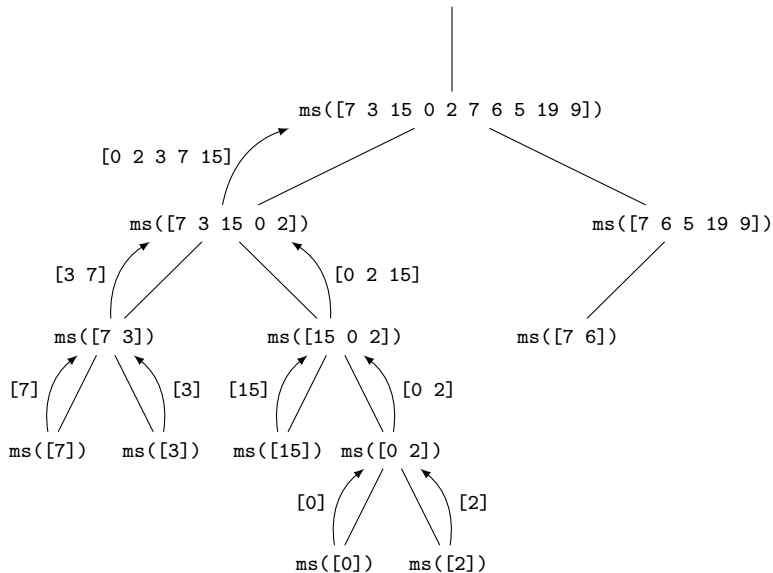 ms([7 3 15 0 2 7 6 5 19 9])
[0 2 3 7 15]
ms([7 3 15 0 2])
ms([7 6 5 19 9])
[3 7]
[0 2 15]
ms([7 3])
ms([15 0 2])
ms([7 6])
[7]
[3]
[15]
[0 2]
ms([7])
ms([3])
ms([15])
ms([0 2])
[0]
[2]
ms([0])
ms([2])